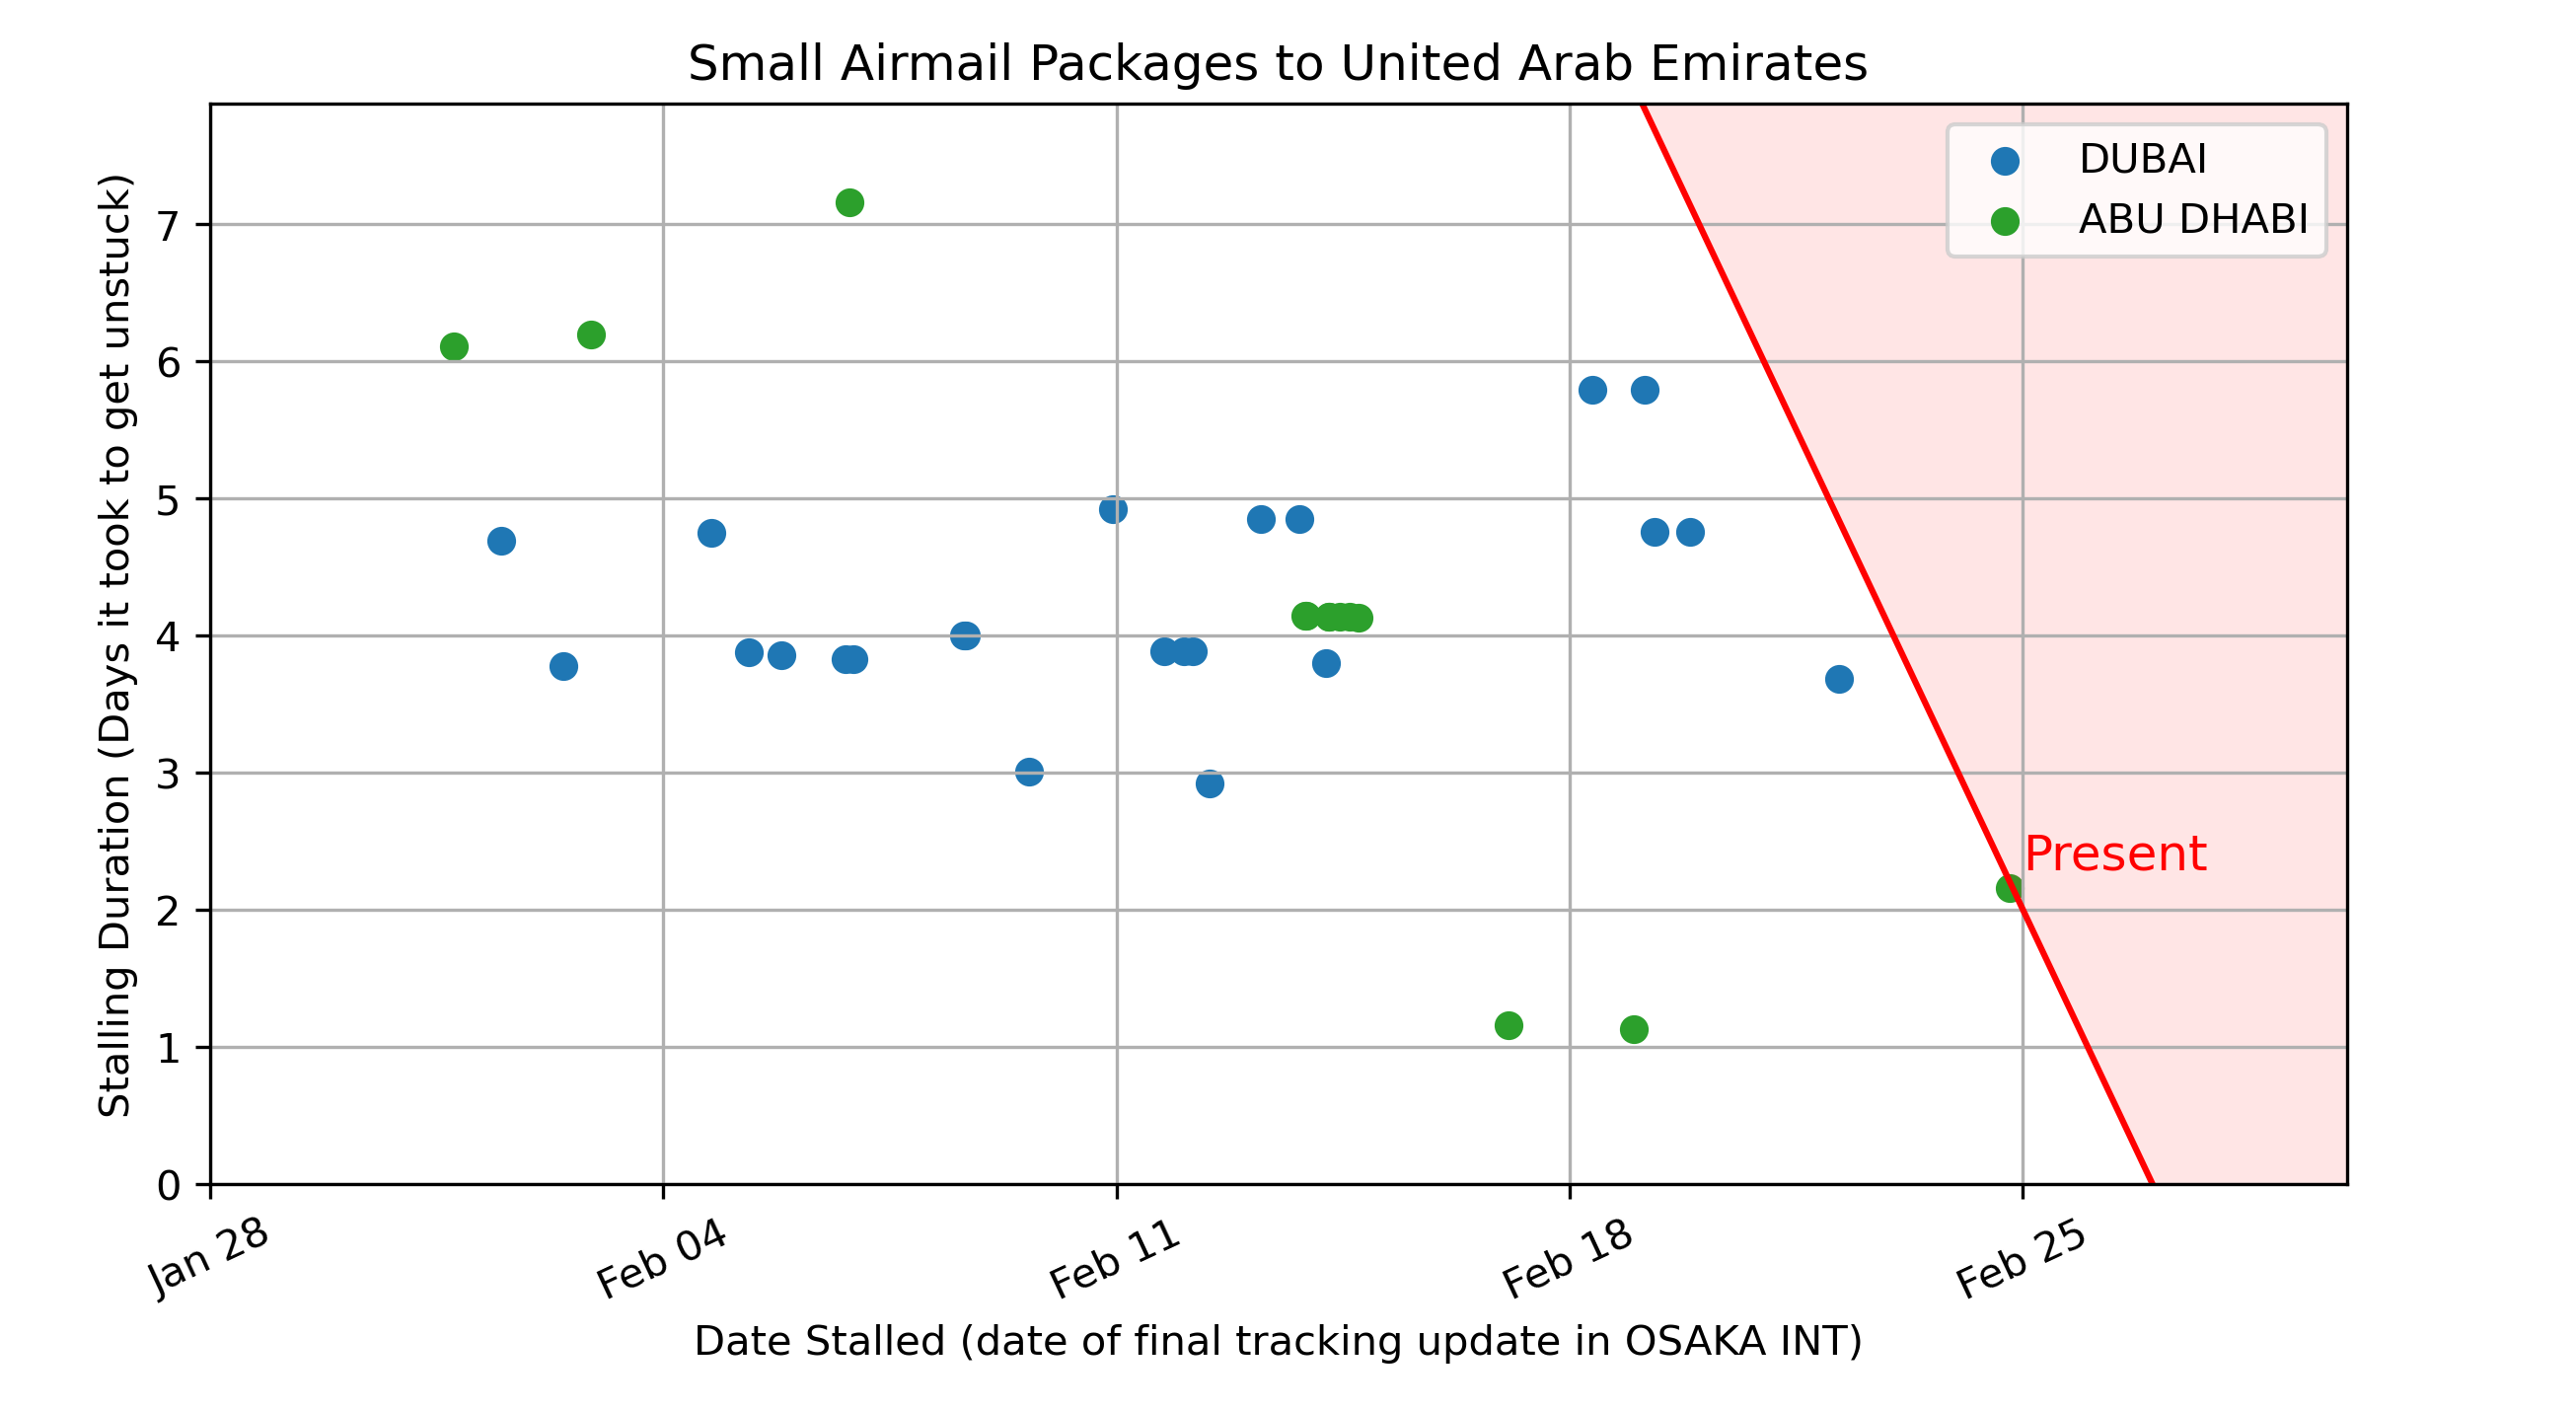 Small Airmail Packages to United Arab Emirates
DUBAI
ABU DHABI
Stalling Duration (Days it took to get unstuck)
7
6
5
4
3
2
1
0
Present
Jan 28
Feb 04
Feb 11
Feb 18
Feb 25
Date Stalled (date of final tracking update in OSAKA INT)